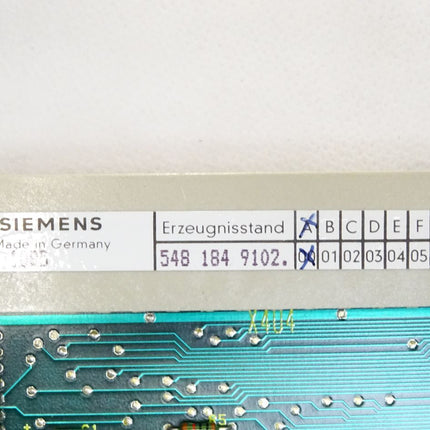 SIEMENS
Made in Germany
Erzeugnisstand A B C D E F
548 184 9102. 00 01 02 03 04 05
X404